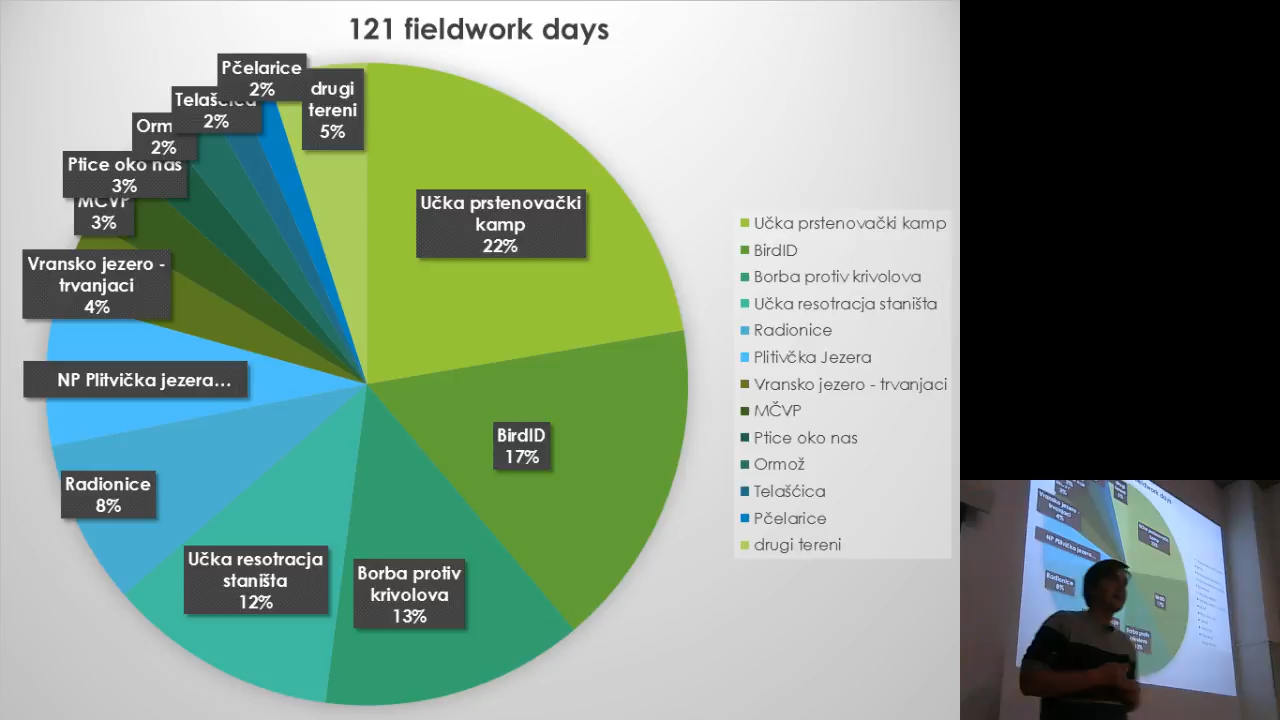 121 fieldwork days
Pčelarice
2%
drugi
tereni
5%
2%
2%
Ptice oko nas
3%
MČVP
3%
Vransko jezero -
trvanjaci
4%
NP Plitvička jezera...
Radionice
8%
Učka resotracja
staništa
12%
Borba protiv
krivolova
13%
BirdID
17%
Učka prstenovački
kamp
22%
Učka prstenovački kamp
BirdID
Borba protiv krivolova
Učka resotracja staništa
Radionice
Plitivčka Jezera
Vransko jezero - trvanjaci
MČVP
Ptice oko nas
Ormož
Telašćica
Pčelarice
drugi tereni